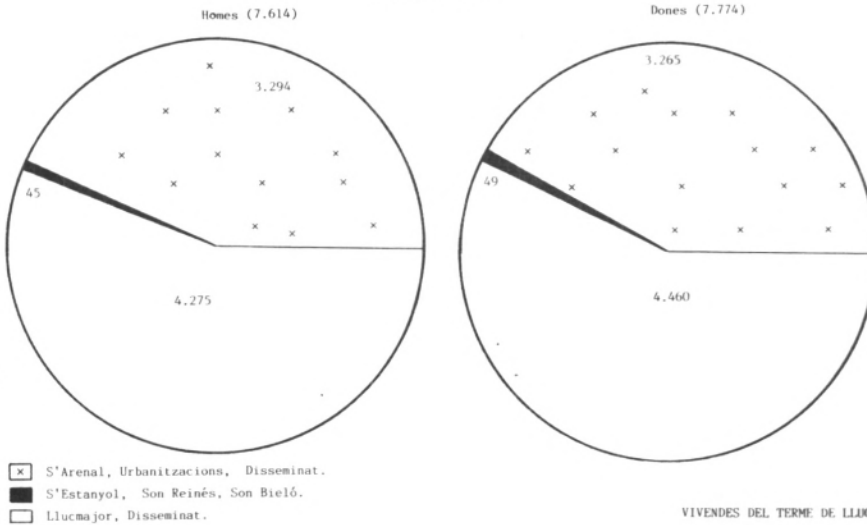 Homes (7.614)
Dones (7.774)
3.294
3.265
45
49
4.275
4.460
S'Arenal, Urbanitzacions, Disseminat.
S'Estanyol, Son Reinés, Son Bieló.
Llucmajor, Disseminat.
VIVENDES DEL TERME DE